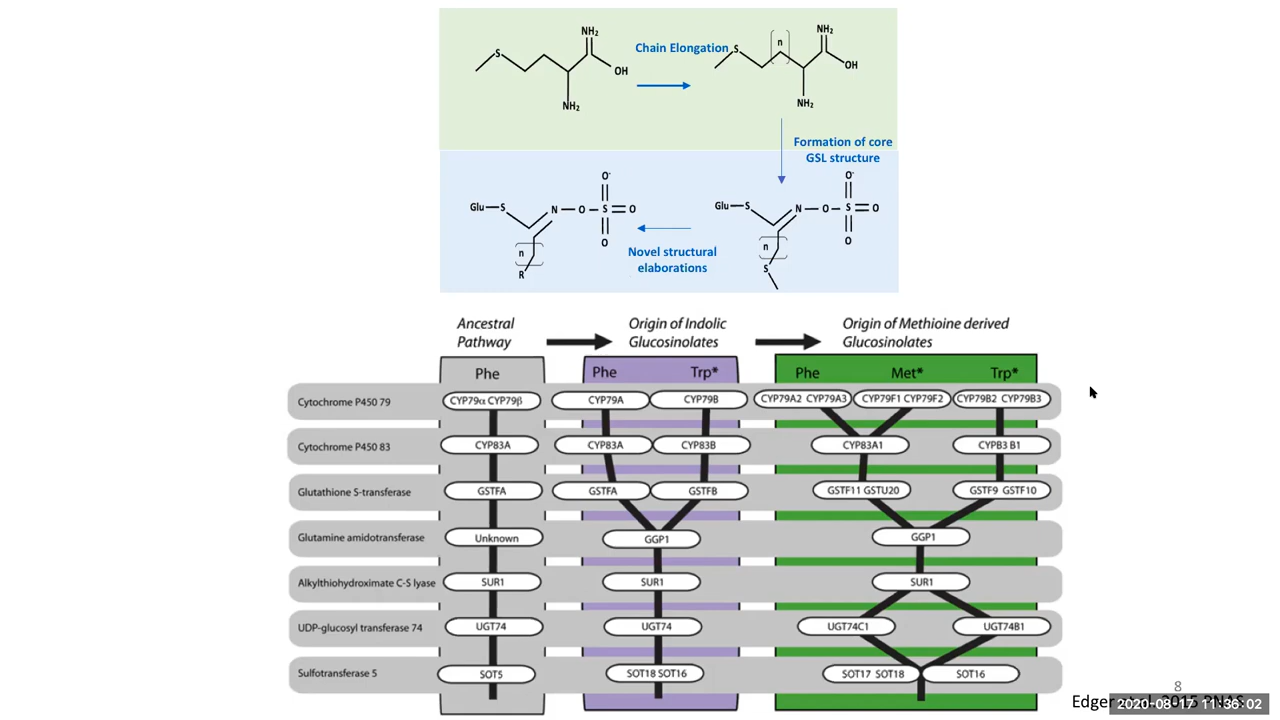 NH₂
S
OH
NH₂
Chain Elongation
NH₂
n
S
OH
NH₂
Formation of core
GSL structure
O⁻
Glu S N O S O
O
n
R
Novel structural
elaborations
O⁻
Glu S N O S O
O
n
S
Ancestral
Pathway
Origin of Indolic
Glucosinolates
Origin of Methioine derived
Glucosinolates
Phe
Phe Trp*
Phe Met* Trp*
Cytochrome P450 79
CYP79α CYP79β
CYP79A
CYP79B
CYP79A2 CYP79A3
CYP79F1 CYP79F2
CYP79B2 CYP79B3
Cytochrome P450 83
CYP83A
CYP83A
CYP83B
CYP83A1
CYPB3 B1
Glutathione S-transferase
GSTFA
GSTFA
GSTFB
GSTF11 GSTU20
GSTF9 GSTF10
Glutamine amidotransferase
Unknown
GGP1
GGP1
Alkylthiohydroximate C-S lyase
SUR1
SUR1
SUR1
UDP-glucosyl transferase 74
UGT74
UGT74
UGT74C1
UGT74B1
Sulfotransferase 5
SOT5
SOT18 SOT16
SOT17 SOT18
SOT16
8
Edger
2020-08-17 11:36:02